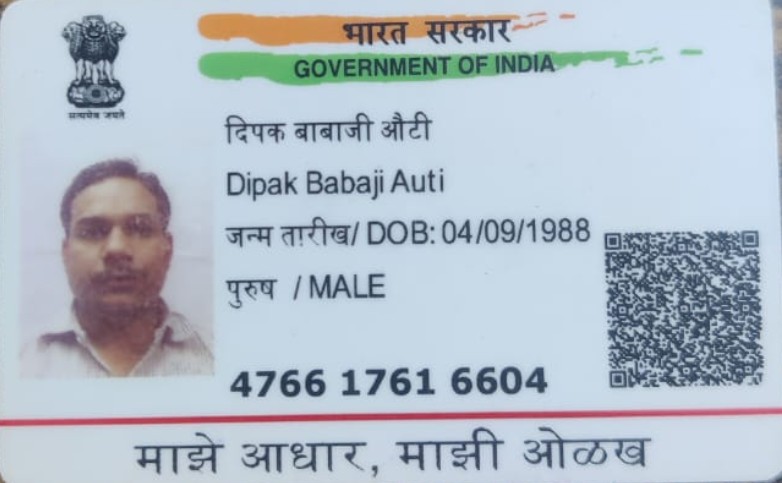 भारत सरकार
GOVERNMENT OF INDIA
सत्यमेव जयते
दिपक बाबाजी औटी
Dipak Babaji Auti
जन्म तारीख/ DOB: 04/09/1988
पुरुष / MALE
4766 1761 6604
माझे आधार, माझी ओळख